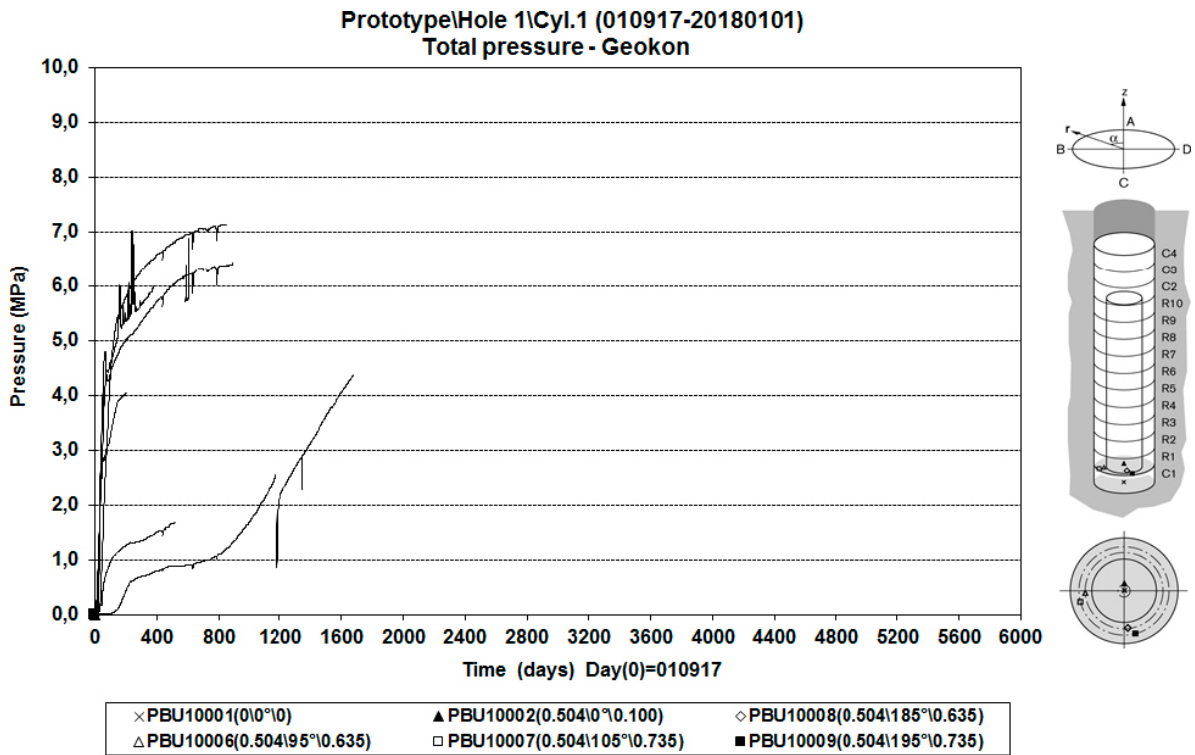 Prototype\Hole 1\Cyl.1 (010917-20180101)
Total pressure - Geokon
10,0
9,0
8,0
7,0
6,0
5,0
4,0
3,0
2,0
1,0
0,0
Pressure (MPa)
0 400 800 1200 1600 2000 2400 2800 3200 3600 4000 4400 4800 5200 5600 6000
Time (days) Day(0)=010917
z
A
r
α
B
D
C
C4
C3
C2
R10
R9
R8
R7
R6
R5
R4
R3
R2
R1
C1
PBU10001(0\0°\0) PBU10002(0.504\0°\0.100) PBU10008(0.504\185°\0.635)
PBU10006(0.504\95°\0.635) PBU10007(0.504\105°\0.735) PBU10009(0.504\195°\0.735)